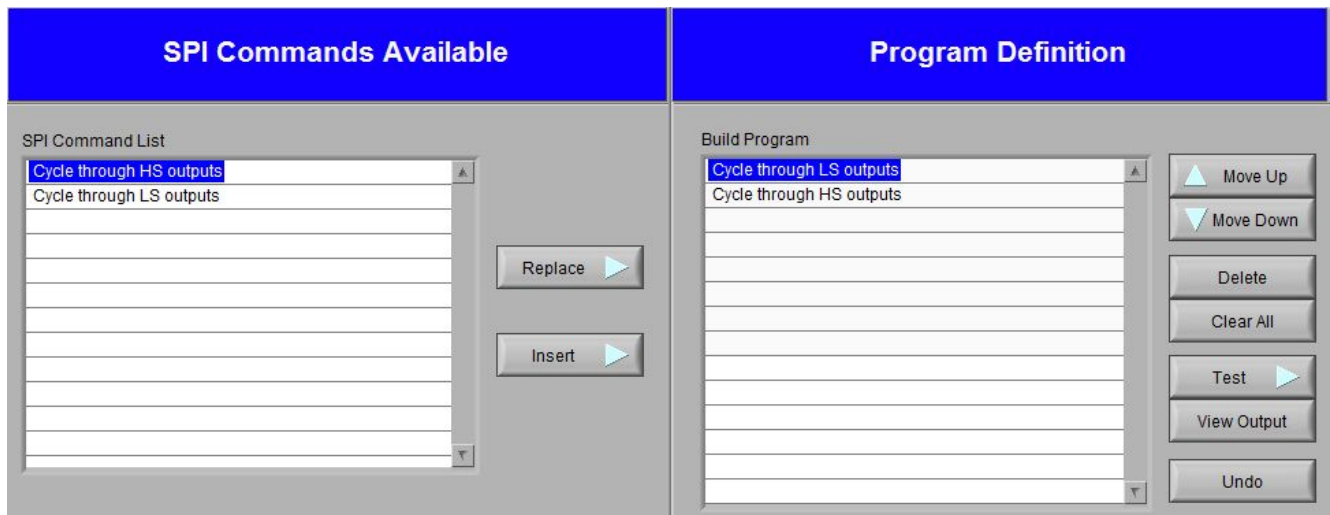 SPI Commands Available
SPI Command List
Cycle through HS outputs
Cycle through LS outputs
Replace
Insert
Program Definition
Build Program
Cycle through LS outputs
Cycle through HS outputs
Move Up
Move Down
Delete
Clear All
Test
View Output
Undo